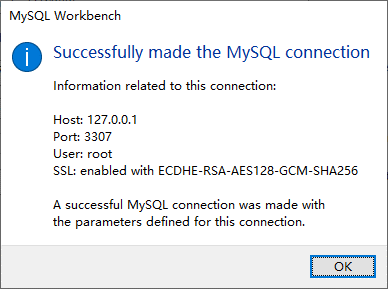 MySQL Workbench
Successfully made the MySQL connection
Information related to this connection:
Host: 127.0.0.1
Port: 3307
User: root
SSL: enabled with ECDHE-RSA-AES128-GCM-SHA256
A successful MySQL connection was made with
the parameters defined for this connection.
OK